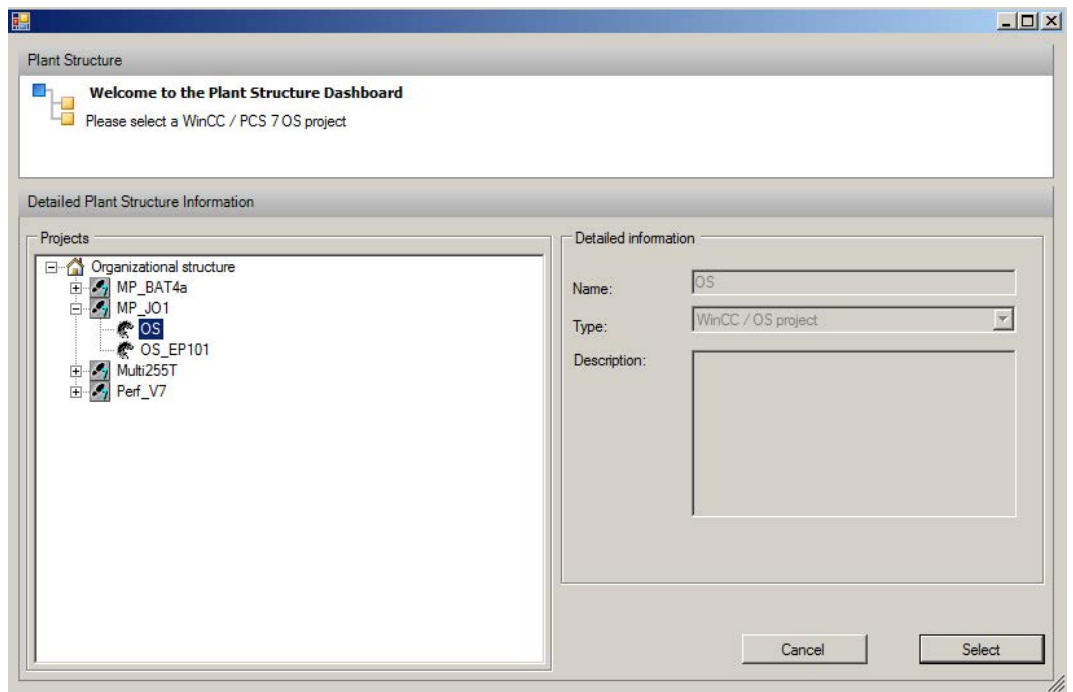 Plant Structure
Welcome to the Plant Structure Dashboard
Please select a WinCC / PCS 7 OS project
Detailed Plant Structure Information
Projects
Organizational structure
MP_BAT4a
MP_JO1
OS
OS_EP101
Multi255T
Perf_V7
Detailed information
Name: OS
Type: WinCC / OS project
Description:
Cancel Select